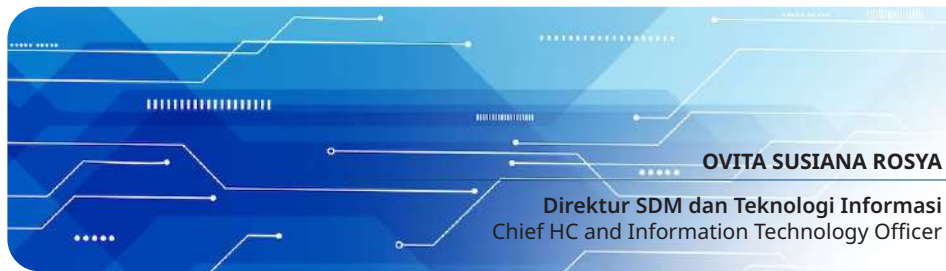 OVITA SUSIANA ROSYA
Direktur SDM dan Teknologi Informasi
Chief HC and Information Technology Officer